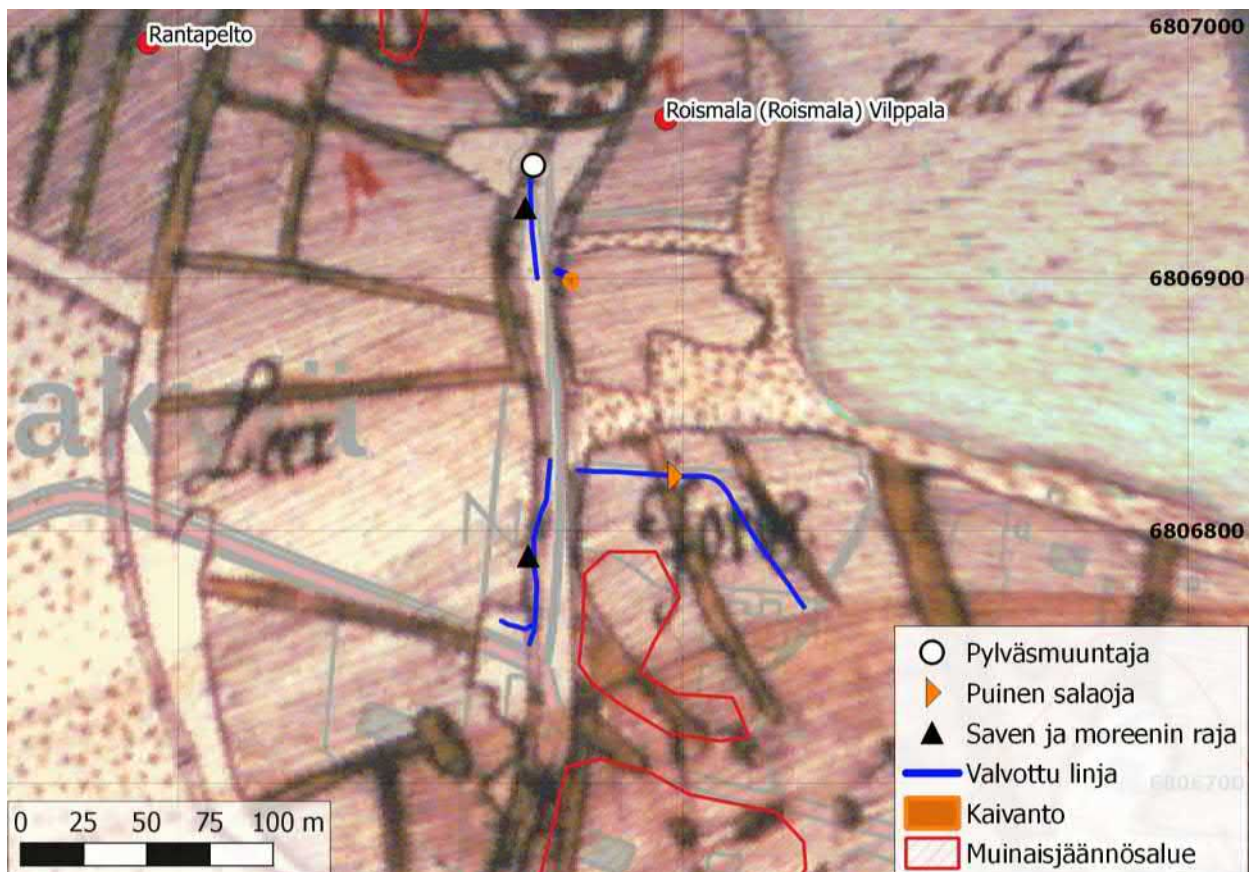 6807000
Rantapelto
Roismala (Roismala) Vilppala
6806900
akylä
6806800
6806700
Pylväsmuuntaja
Puinen salaoja
Saven ja moreenin raja
Valvottu linja
Kaivanto
Muinaisjäännösalue
0 25 50 75 100 m